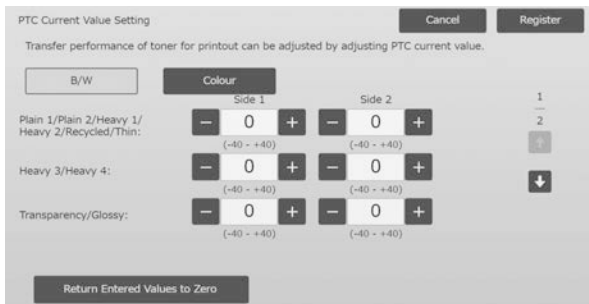 PTC Current Value Setting
Cancel
Register
Transfer performance of toner for printout can be adjusted by adjusting PTC current value.
B/W
Colour
Side 1
Side 2
1
2
Plain 1/Plain 2/Heavy 1/
Heavy 2/Recycled/Thin:
− 0 + − 0 +
(-40 - +40) (-40 - +40)
Heavy 3/Heavy 4:
− 0 + − 0 +
(-40 - +40) (-40 - +40)
Transparency/Glossy:
− 0 + − 0 +
(-40 - +40) (-40 - +40)
Return Entered Values to Zero